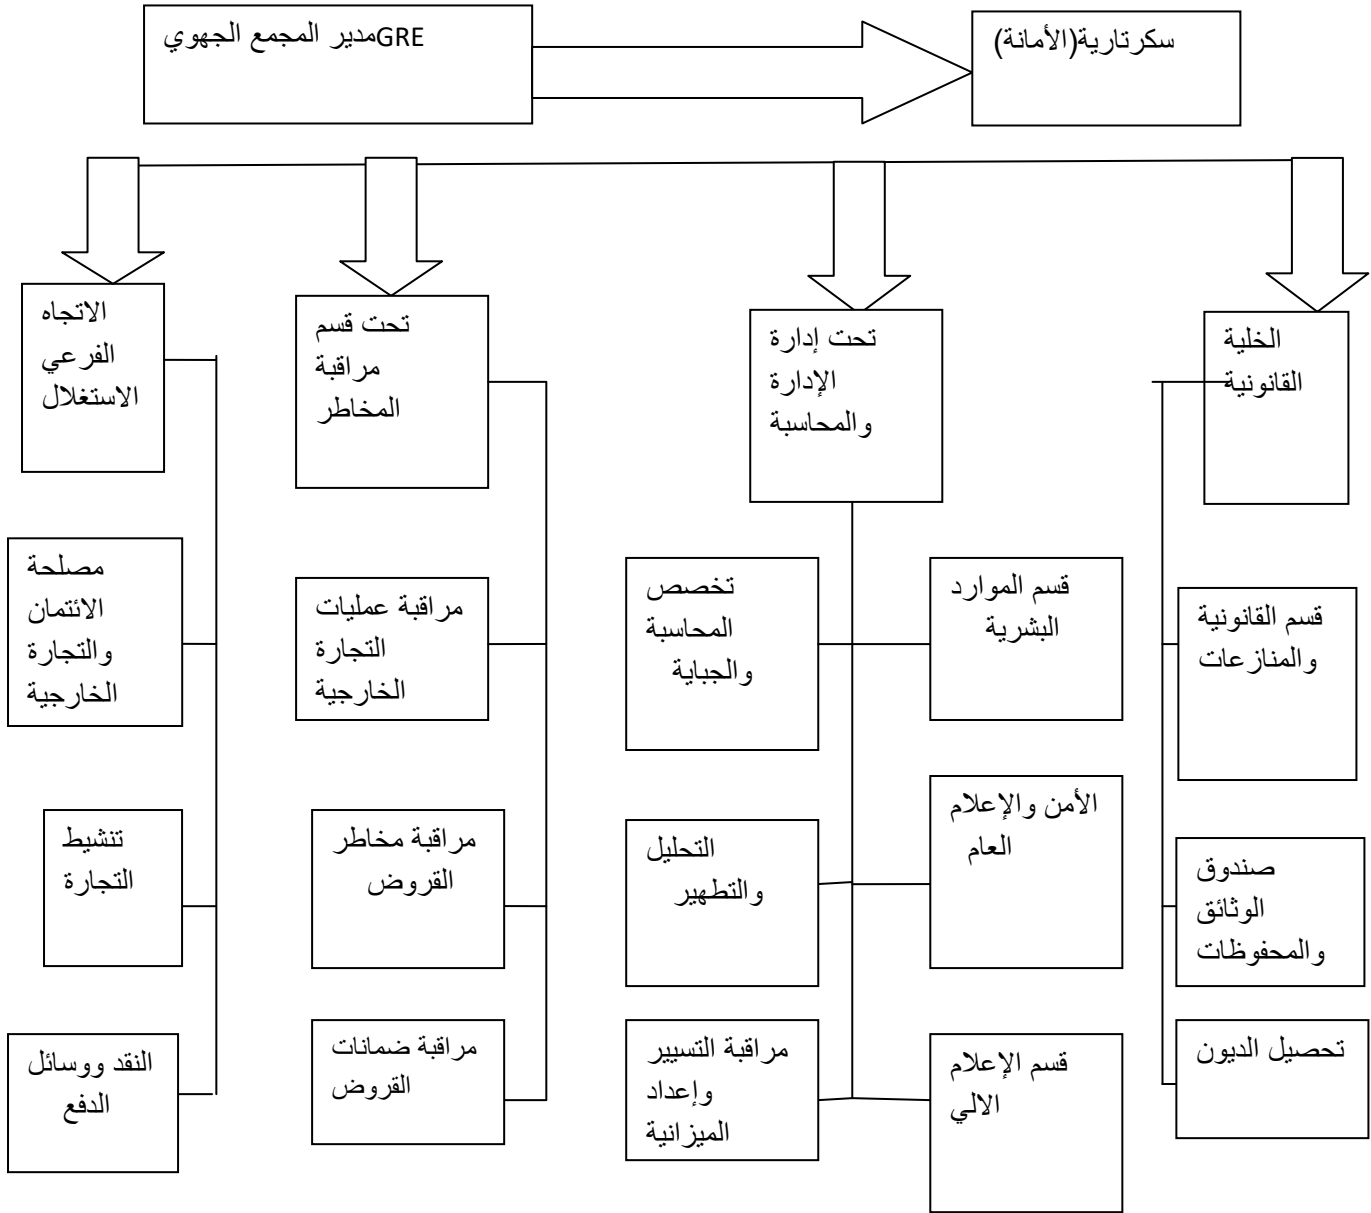 مدير المجمع الجهوي GRE
سكرتارية(الأمانة)
الخلية
القانونية
تحت إدارة
الإدارة
والمحاسبة
تحت قسم
مراقبة
المخاطر
الاتجاه
الفرعي
الاستغلال
قسم القانونية
والمنازعات
قسم الموارد
البشرية
تخصص
المحاسبة
والجباية
مراقبة عمليات
التجارة
الخارجية
مصلحة
الائتمان
والتجارة
الخارجية
صندوق
الوثائق
والمحفوظات
الأمن والإعلام
العام
التحليل
والتطهير
مراقبة مخاطر
القروض
تنشيط
التجارة
تحصيل الديون
قسم الإعلام
الالي
مراقبة التسيير
وإعداد
الميزانية
مراقبة ضمانات
القروض
النقد ووسائل
الدفع